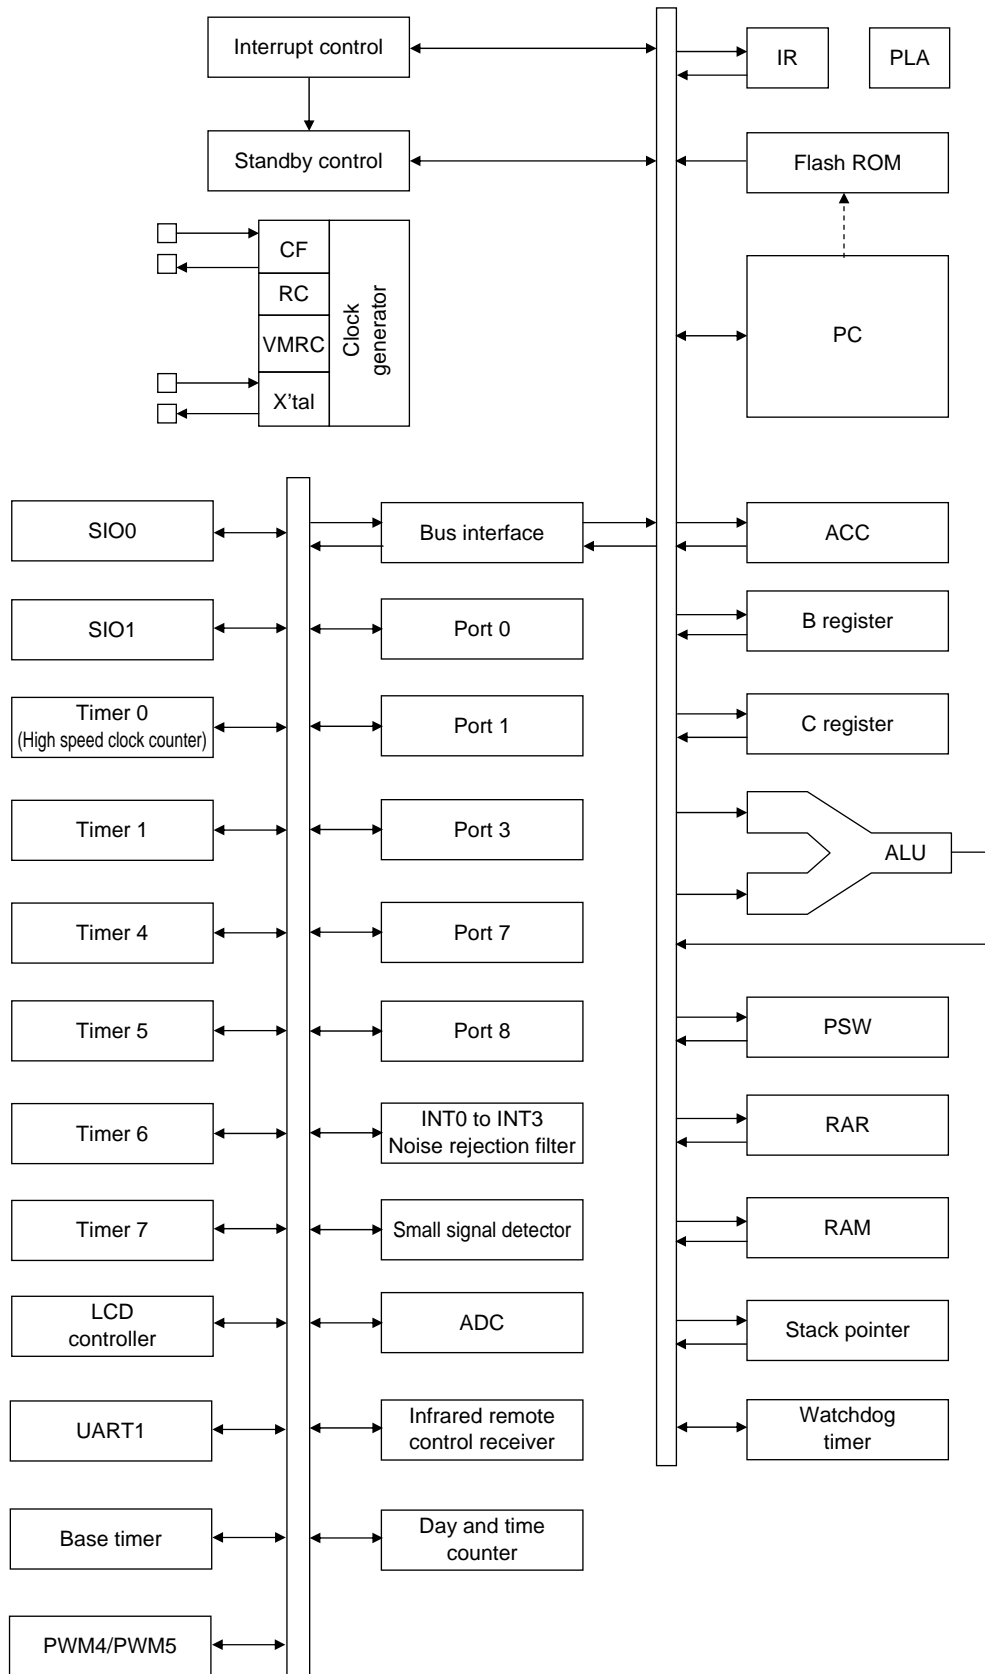 Interrupt control
IR
PLA
Standby control
Flash ROM
CF
RC
VMRC
X'tal
Clock
generator
PC
SIO0
Bus interface
ACC
SIO1
Port 0
B register
Timer 0
(High speed clock counter)
Port 1
C register
Timer 1
Port 3
ALU
Timer 4
Port 7
Timer 5
Port 8
PSW
Timer 6
INT0 to INT3
Noise rejection filter
RAR
Timer 7
Small signal detector
RAM
LCD
controller
ADC
Stack pointer
UART1
Infrared remote
control receiver
Watchdog
timer
Base timer
Day and time
counter
PWM4/PWM5